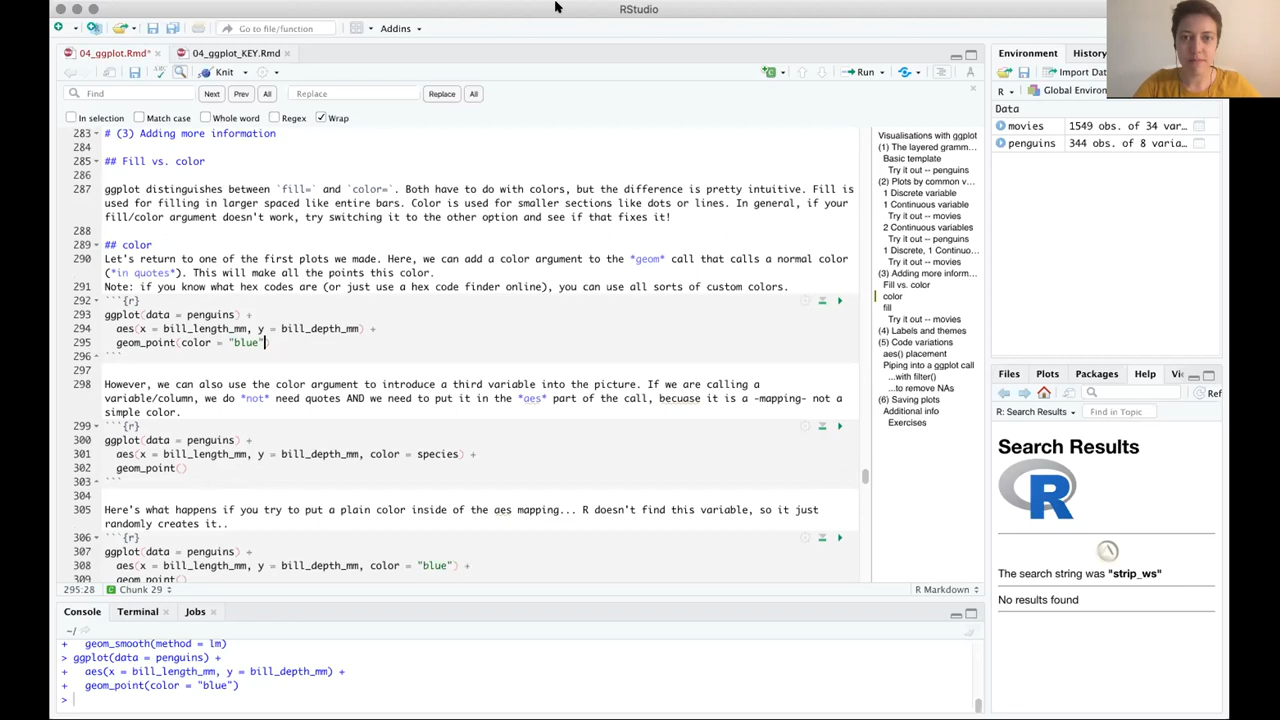 RStudio
Go to file/function
Addins
04_ggplot.Rmd*
04_ggplot_KEY.Rmd
Knit
Run
Find
Next
Prev
All
Replace
Replace
All
In selection
Match case
Whole word
Regex
Wrap
283 # (3) Adding more information
284
285 ## Fill vs. color
286
287 ggplot distinguishes between `fill=` and `color=`. Both have to do with colors, but the difference is pretty intuitive. Fill is
used for filling in larger spaced like entire bars. Color is used for smaller sections like dots or lines. In general, if your
fill/color argument doesn't work, try switching it to the other option and see if that fixes it!
288
289 ## color
290 Let's return to one of the first plots we made. Here, we can add a color argument to the *geom* call that calls a normal color
(*in quotes*). This will make all the points this color.
291 Note: if you know what hex codes are (or just use a hex code finder online), you can use all sorts of custom colors.
292 ```{r}
293 ggplot(data = penguins) +
294 aes(x = bill_length_mm, y = bill_depth_mm) +
295 geom_point(color = "blue")
296 ```
297
298 However, we can also use the color argument to introduce a third variable into the picture. If we are calling a
variable/column, we do *not* need quotes AND we need to put it in the *aes* part of the call, becuase it is a -mapping- not a
simple color.
299 ```{r}
300 ggplot(data = penguins) +
301 aes(x = bill_length_mm, y = bill_depth_mm, color = species) +
302 geom_point()
303 ```
304
305 Here's what happens if you try to put a plain color inside of the aes mapping... R doesn't find this variable, so it just
randomly creates it..
306 ```{r}
307 ggplot(data = penguins) +
308 aes(x = bill_length_mm, y = bill_depth_mm, color = "blue") +
309 geom_point()
295:28
Chunk 29
R Markdown
Visualisations with ggplot
(1) The layered gramm...
Basic template
Try it out -- penguins
(2) Plots by common v...
1 Discrete variable
1 Continuous variable
Try it out -- movies
2 Continuous variables
Try it out -- penguins
1 Discrete, 1 Continuo...
Try it out -- movies
(3) Adding more inform...
Fill vs. color
color
fill
Try it out -- movies
(4) Labels and themes
(5) Code variations
aes() placement
Piping into a ggplot call
...with filter()
...to remove NAs
(6) Saving plots
Additional info
Exercises
Console
Terminal
Jobs
~/
+ geom_smooth(method = lm)
> ggplot(data = penguins) +
+ aes(x = bill_length_mm, y = bill_depth_mm) +
+ geom_point(color = "blue")
>
Environment
History
Import Dat
R
Global Enviro
Data
movies 1549 obs. of 34 var...
penguins 344 obs. of 8 varia...
Files
Plots
Packages
Help
Vi
Ref
R: Search Results
Find in Topic
Search Results
R
The search string was "strip_ws"
No results found